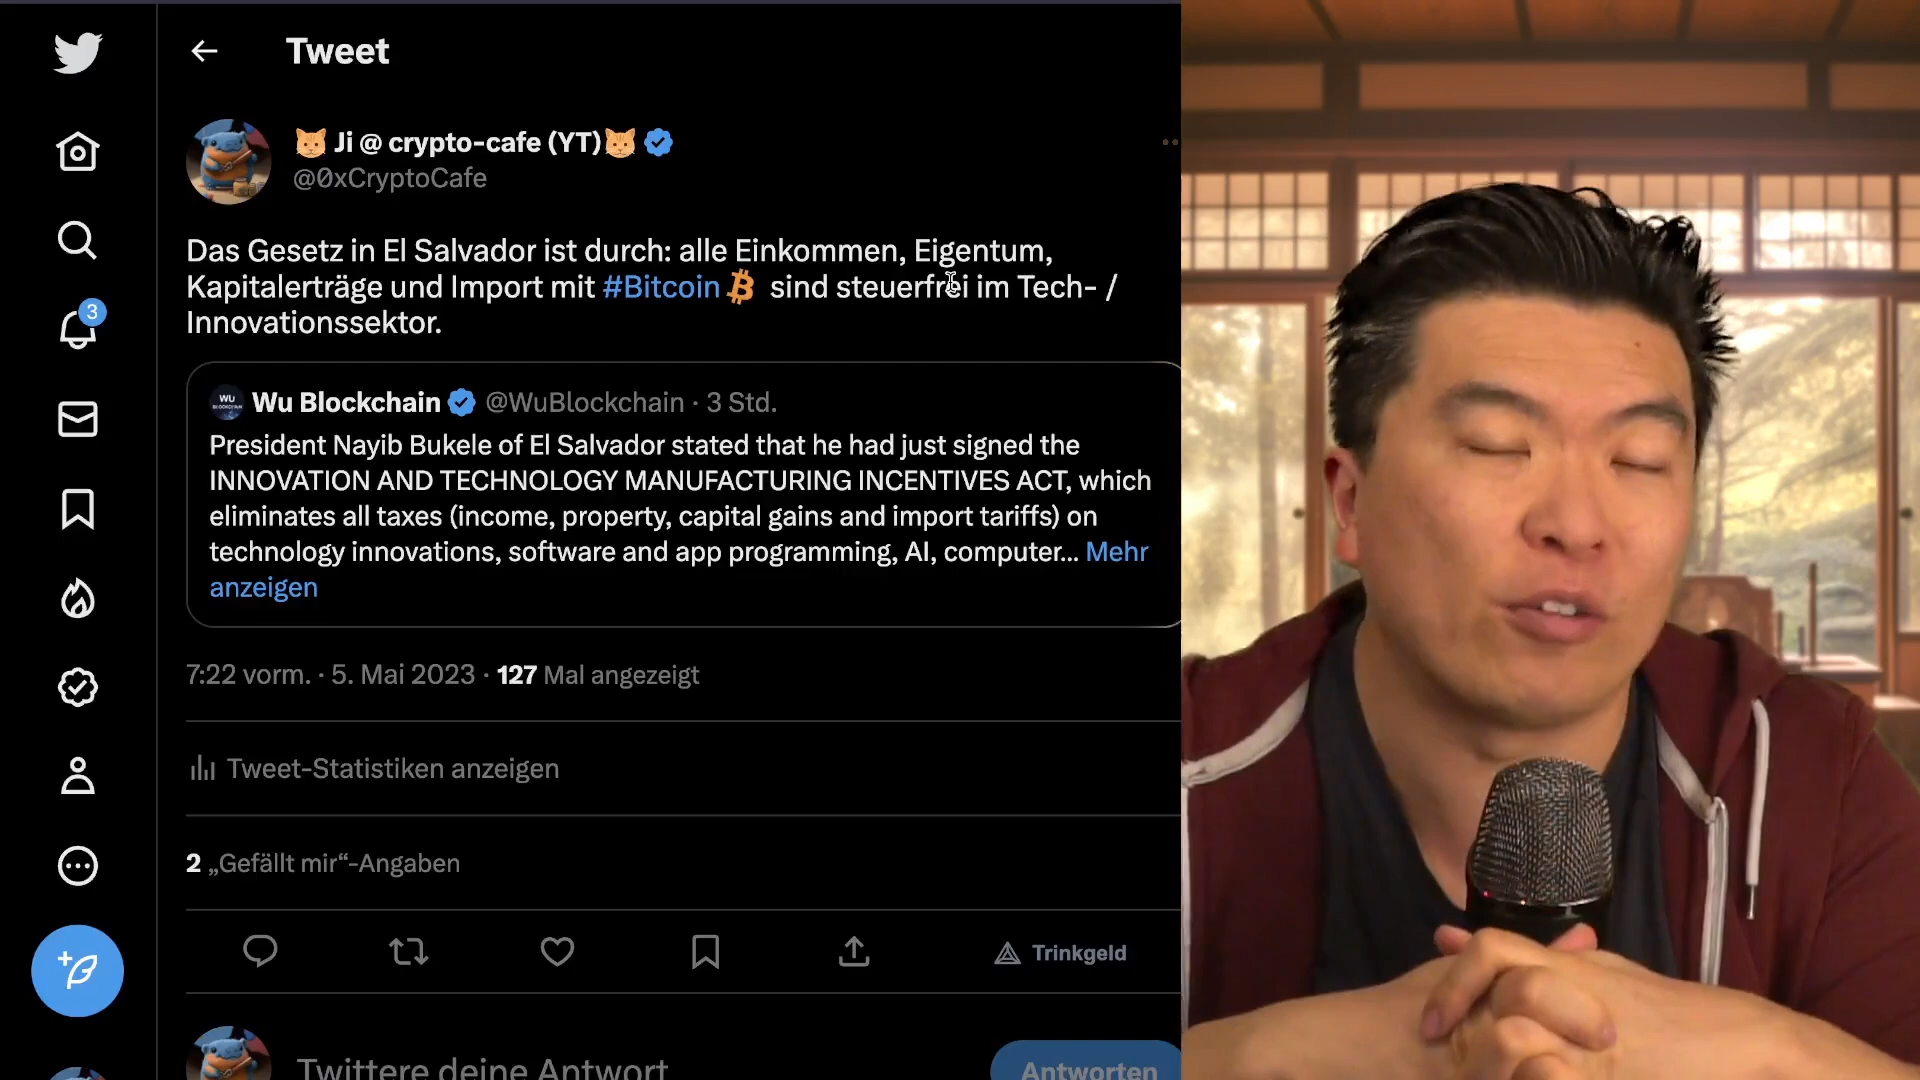 Tweet
🐱 Ji @ crypto-cafe (YT)🐱
@0xCryptoCafe
Das Gesetz in El Salvador ist durch: alle Einkommen, Eigentum,
Kapitalerträge und Import mit #Bitcoin sind steuerfrei im Tech- /
Innovationssektor.
WU
Wu Blockchain @WuBlockchain · 3 Std.
President Nayib Bukele of El Salvador stated that he had just signed the
INNOVATION AND TECHNOLOGY MANUFACTURING INCENTIVES ACT, which
eliminates all taxes (income, property, capital gains and import tariffs) on
technology innovations, software and app programming, AI, computer... Mehr
anzeigen
3
7:22 vorm. · 5. Mai 2023 · 127 Mal angezeigt
Tweet-Statistiken anzeigen
2 „Gefällt mir“-Angaben
Trinkgeld
Twittere deine Antwort
Antworten